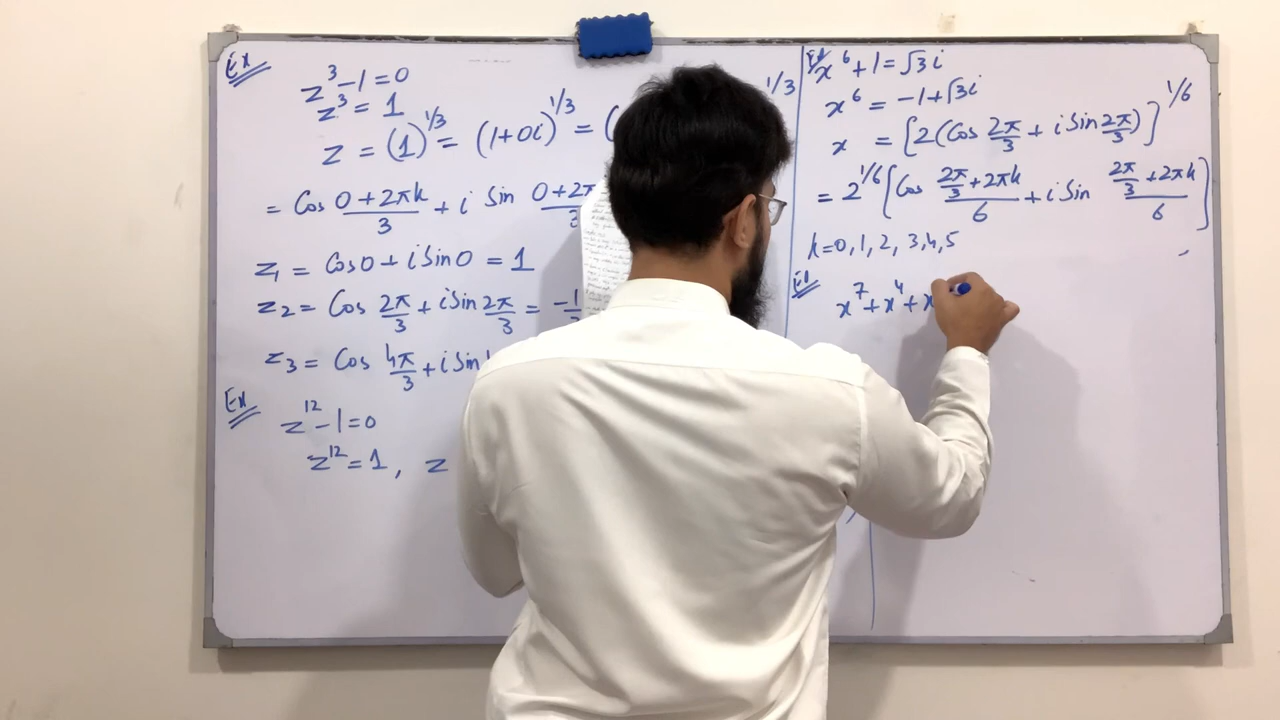 Ex
z³ - 1 = 0
z³ = 1
z = (1)^1/3 = (1+0i)^1/3 = (
1/3
= Cos 0+2πk/3 + i Sin 0+2π
z₁ = Cos0 + i Sin0 = 1
z₂ = Cos 2π/3 + i Sin 2π/3 = -1
z₃ = Cos 4π/3 + i Sin
Ex
z¹² - 1 = 0
z¹² = 1, z
Ex x⁶ + 1 = √3 i
x⁶ = -1 + √3 i
x = [2(Cos 2π/3 + i Sin 2π/3)]^1/6
= 2^1/6 [Cos (2π/3 + 2πk)/6 + i Sin (2π/3 + 2πk)/6]
k = 0, 1, 2, 3, 4, 5
Ex
x⁷ + x⁴ + x